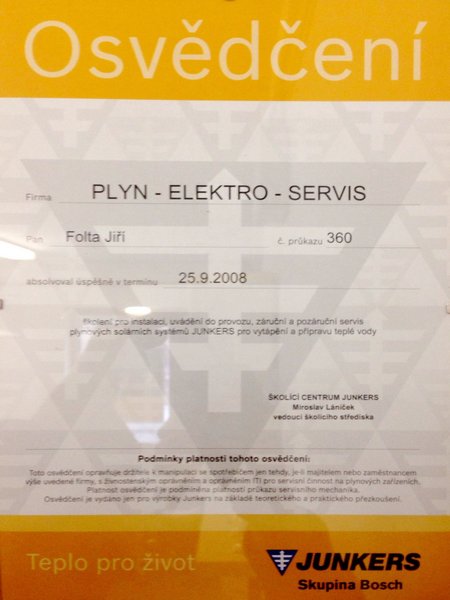 Osvědčení
Firma PLYN - ELEKTRO - SERVIS
Pan Folta Jiří č. průkazu 360
absolvoval úspěšně v termínu 25.9.2008
školení pro instalaci, uvádění do provozu, záruční a pozáruční servis
plynových solárních systémů JUNKERS pro vytápění a přípravu teplé vody
ŠKOLÍCÍ CENTRUM JUNKERS
Miroslav Láníček
vedoucí školicího střediska
Podmínky platnosti tohoto osvědčení:
Toto osvědčení opravňuje držitele k manipulaci se spotřebičem jen tehdy, je-li majitelem nebo zaměstnancem
výše uvedené firmy, s živnostenským oprávněním a oprávněním ITI pro servisní činnost na plynových zařízeních.
Platnost osvědčení je podmíněna platností průkazu servisního mechanika.
Osvědčení je vydáno jen pro výrobky Junkers na základě teoretického a praktického přezkoušení.
Teplo pro život
JUNKERS
Skupina Bosch